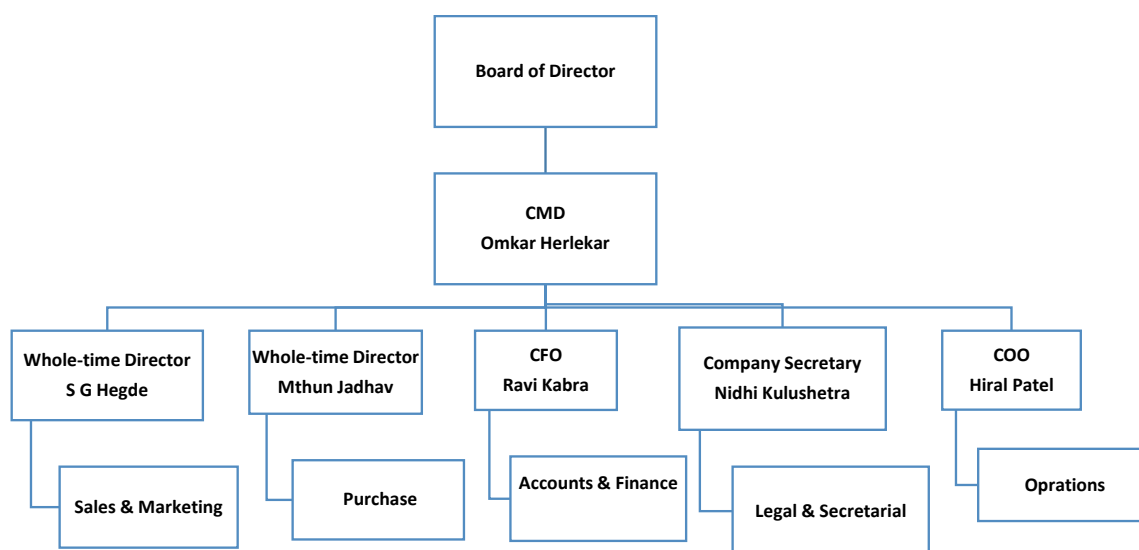 Board of Director
CMD
Omkar Herlekar
Whole-time Director
S G Hegde
Whole-time Director
Mthun Jadhav
CFO
Ravi Kabra
Company Secretary
Nidhi Kulushetra
COO
Hiral Patel
Sales & Marketing
Purchase
Accounts & Finance
Legal & Secretarial
Oprations